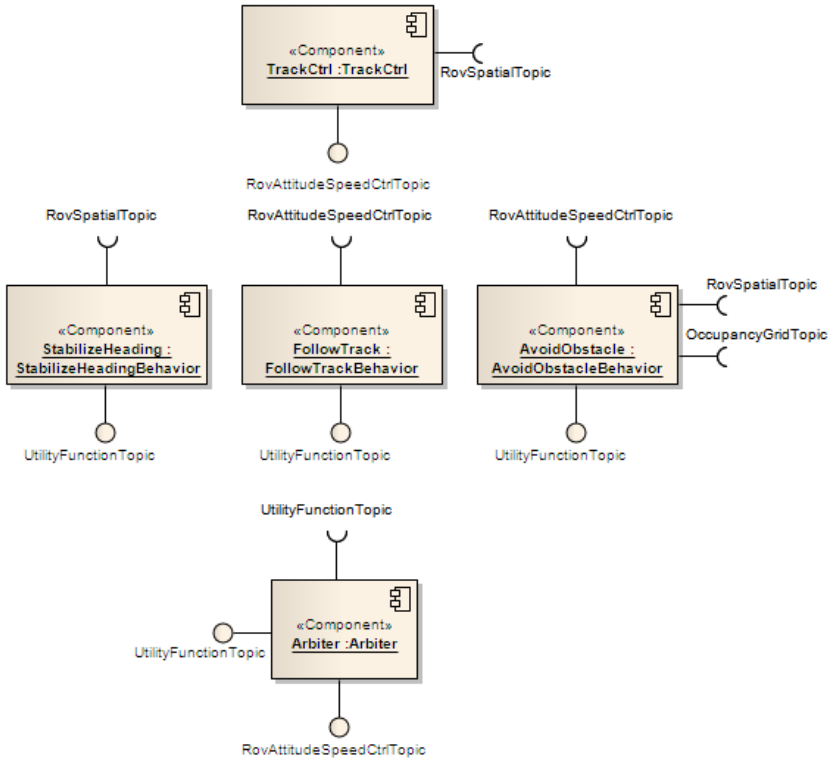 «Component»
TrackCtrl :TrackCtrl
RovSpatialTopic
RovAttitudeSpeedCtrlTopic
RovSpatialTopic
RovAttitudeSpeedCtrlTopic
RovAttitudeSpeedCtrlTopic
«Component»
StabilizeHeading :
StabilizeHeadingBehavior
«Component»
FollowTrack :
FollowTrackBehavior
«Component»
AvoidObstacle :
AvoidObstacleBehavior
RovSpatialTopic
OccupancyGridTopic
UtilityFunctionTopic
UtilityFunctionTopic
UtilityFunctionTopic
UtilityFunctionTopic
«Component»
Arbiter :Arbiter
UtilityFunctionTopic
RovAttitudeSpeedCtrlTopic